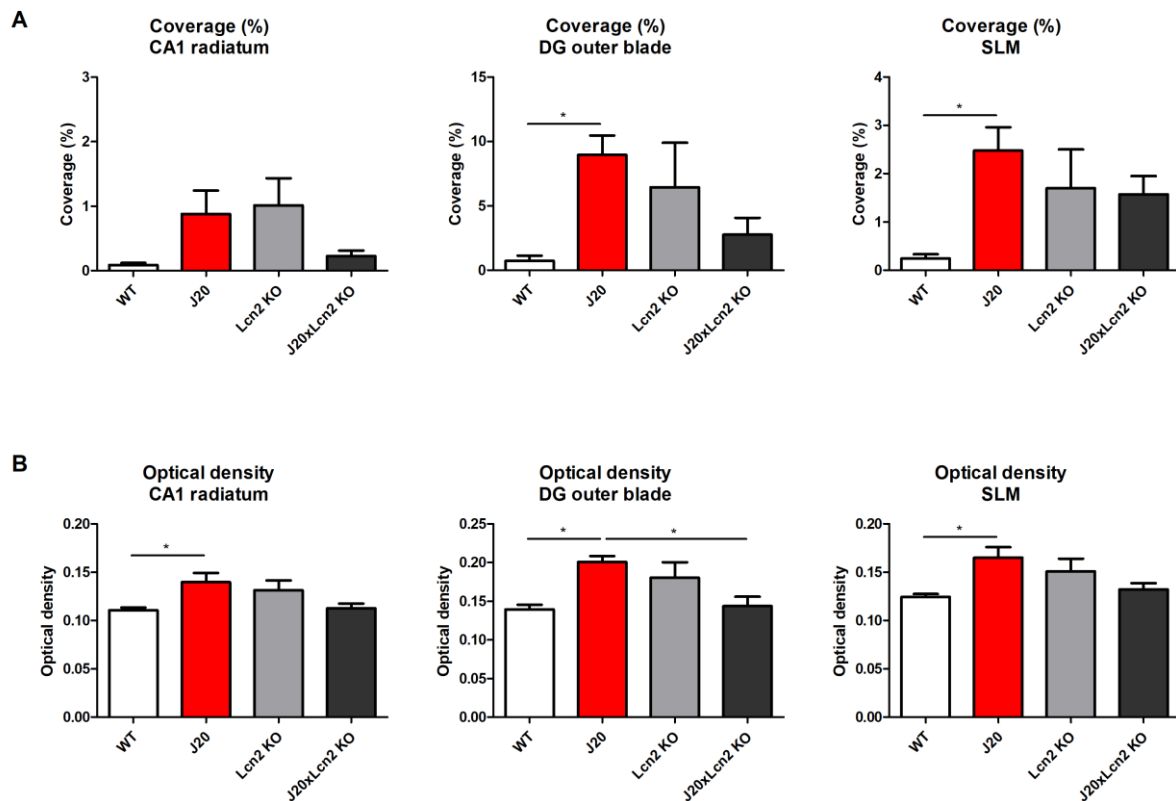 A
Coverage (%)
CA1 radiatum
Coverage (%)
3
2
1
0
WT
J20
Lcn2 KO
J20xLcn2 KO
Coverage (%)
DG outer blade
Coverage (%)
15
10
5
0
*
WT
J20
Lcn2 KO
J20xLcn2 KO
Coverage (%)
SLM
Coverage (%)
4
3
2
1
0
*
WT
J20
Lcn2 KO
J20xLcn2 KO
B
Optical density
CA1 radiatum
Optical density
0.20
0.15
0.10
0.05
0.00
*
WT
J20
Lcn2 KO
J20xLcn2 KO
Optical density
DG outer blade
Optical density
0.25
0.20
0.15
0.10
0.05
0.00
*
*
WT
J20
Lcn2 KO
J20xLcn2 KO
Optical density
SLM
Optical density
0.20
0.15
0.10
0.05
0.00
*
WT
J20
Lcn2 KO
J20xLcn2 KO